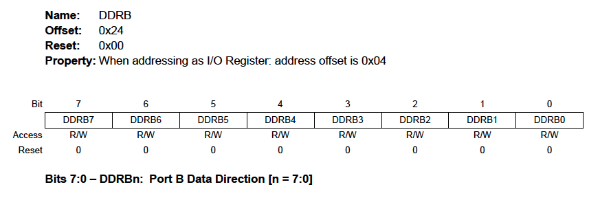 Name: DDRB
Offset: 0x24
Reset: 0x00
Property: When addressing as I/O Register: address offset is 0x04
Bit 7 6 5 4 3 2 1 0
DDRB7 DDRB6 DDRB5 DDRB4 DDRB3 DDRB2 DDRB1 DDRB0
Access R/W R/W R/W R/W R/W R/W R/W R/W
Reset 0 0 0 0 0 0 0 0
Bits 7:0 – DDRBn: Port B Data Direction [n = 7:0]